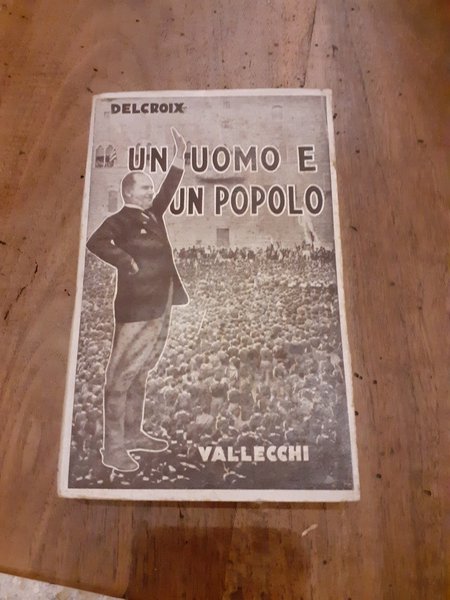 DELCROIX
UN UOMO E
UN POPOLO
VALLECCHI